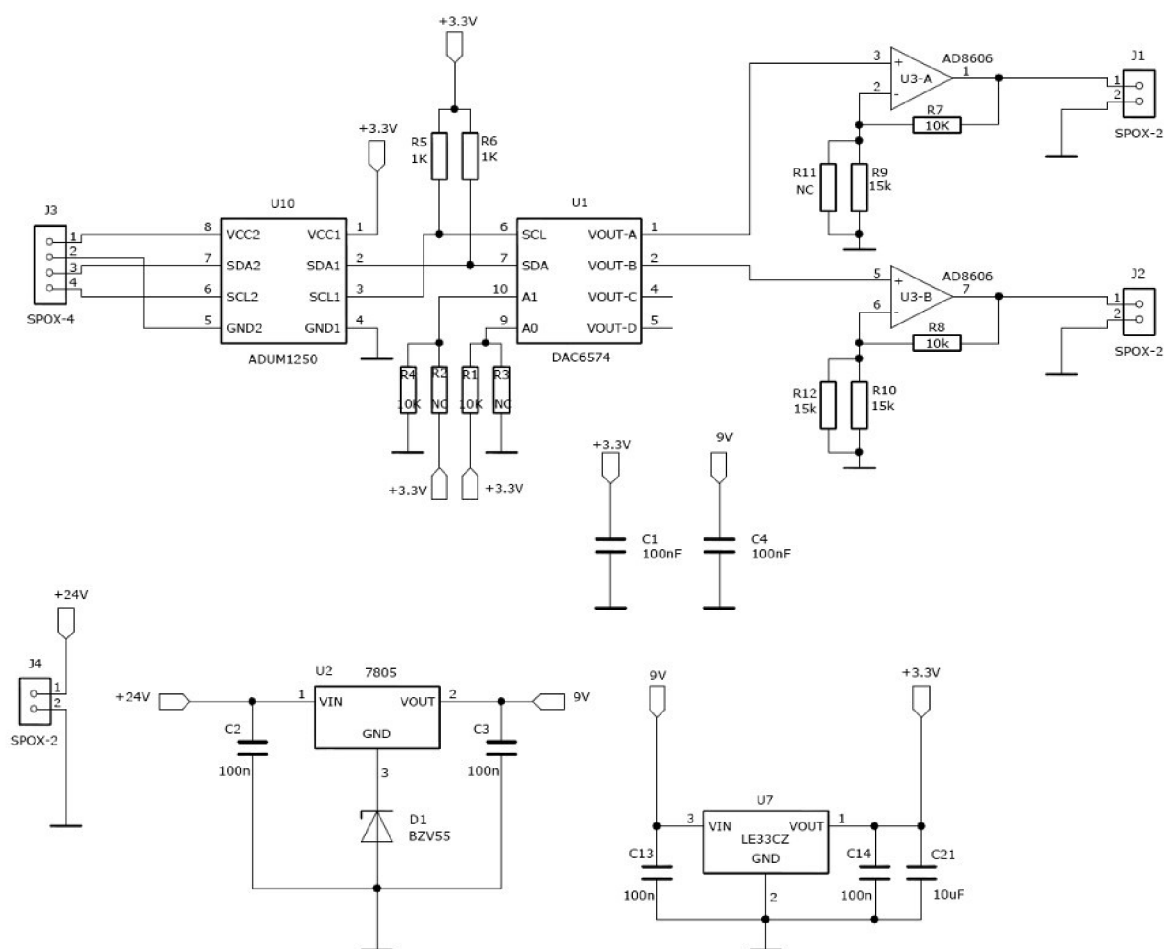 +3.3V
+3.3V
R5
1K
R6
1K
J3
1
2
3
4
SPOX-4
U10
8 VCC2 VCC1 1
7 SDA2 SDA1 2
6 SCL2 SCL1 3
5 GND2 GND1 4
ADUM1250
U1
6 SCL VOUT-A 1
7 SDA VOUT-B 2
10 A1 VOUT-C 4
9 A0 VOUT-D 5
DAC6574
R4
10K
R2
NC
R1
10K
R3
NC
+3.3V
+3.3V
3
+
2
-
U3-A
AD8606
1
R7
10K
R11
NC
R9
15k
J1
1
2
SPOX-2
5
+
6
-
U3-B
AD8606
7
R8
10k
R12
15k
R10
15k
J2
1
2
SPOX-2
+3.3V
C1
100nF
9V
C4
100nF
+24V
J4
1
2
SPOX-2
U2 7805
+24V 1 VIN VOUT 2 9V
GND
3
C2
100n
C3
100n
D1
BZV55
9V
+3.3V
U7
3 VIN VOUT 1
LE33CZ
GND
2
C13
100n
C14
100n
C21
10uF